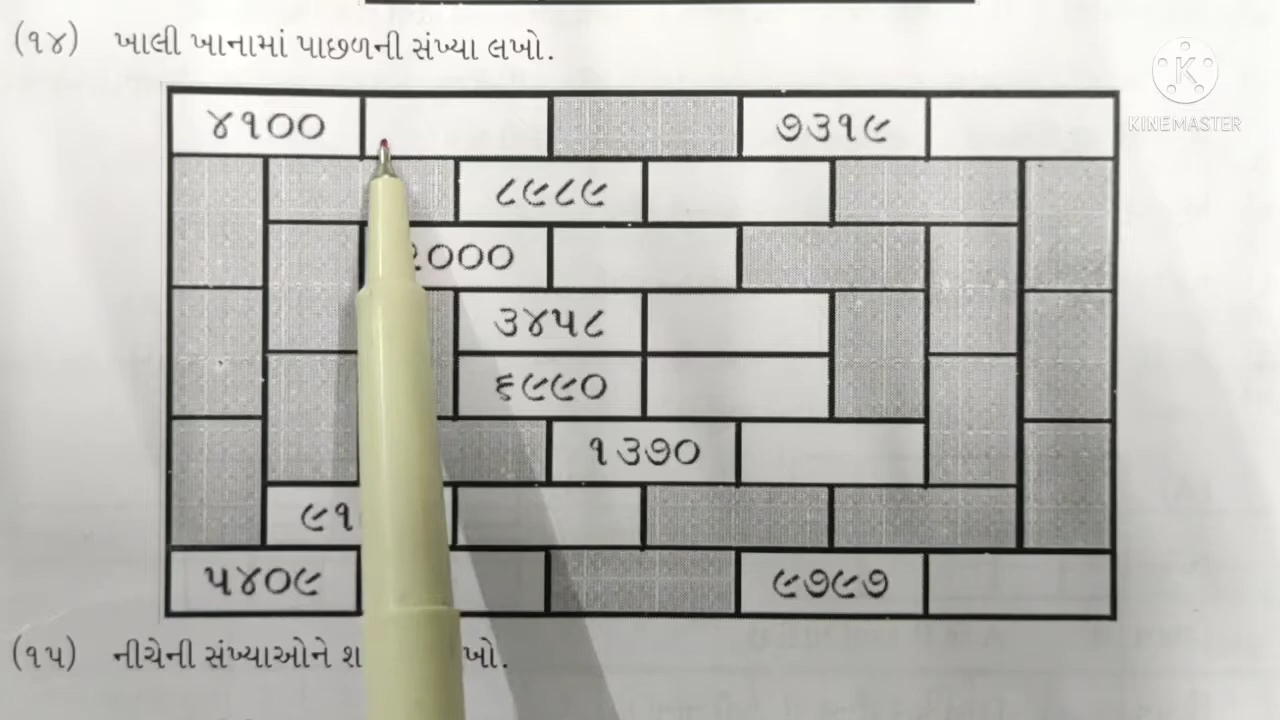 (૧૪) ખાલી ખાનામાં પાછળની સંખ્યા લખો.
૪૧૦૦ ૭૩૧૯
૮૯૮૯
૩૪૫૮
૬૯૯૦
૧૩૭૦
૫૪૦૯ ૯૭૯૭
(૧૫) નીચેની સંખ્યાઓને
KINEMASTER